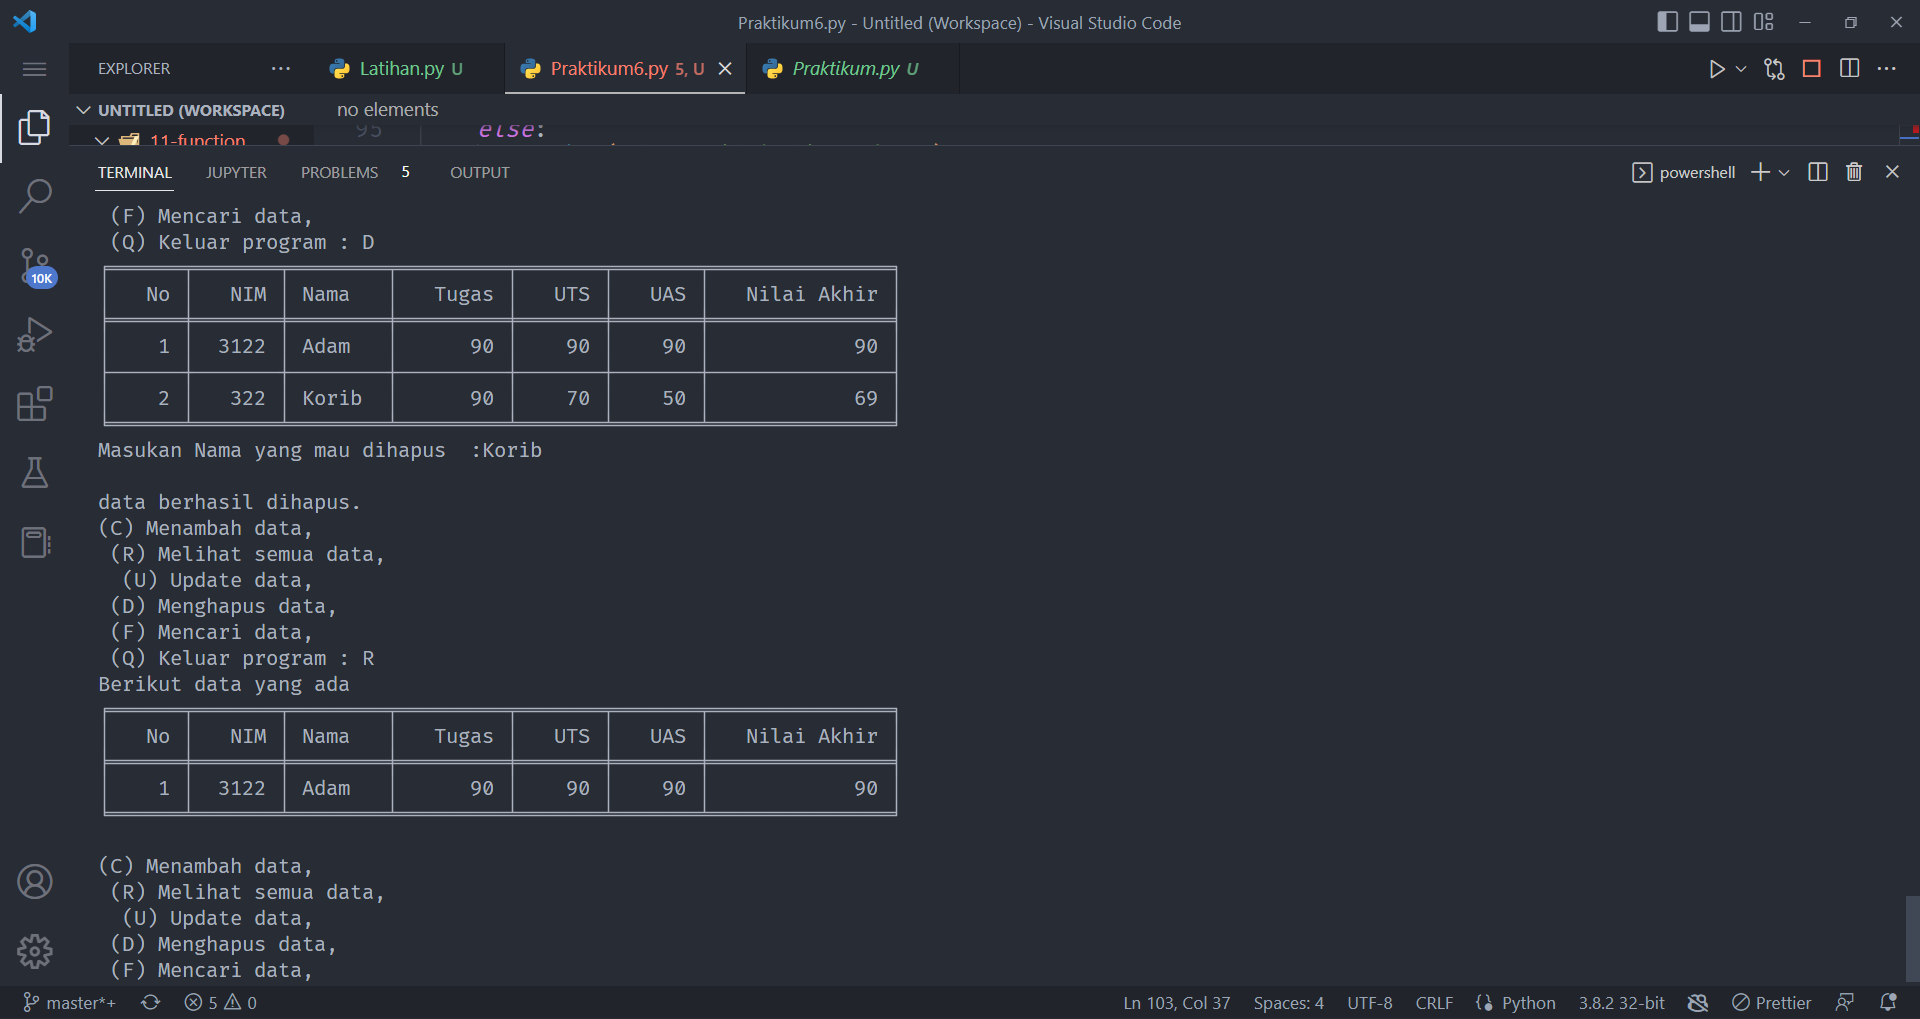 Praktikum6.py - Untitled (Workspace) - Visual Studio Code
EXPLORER
Latihan.py U
Praktikum6.py 5, U
Praktikum.py U
UNTITLED (WORKSPACE)
no elements
11-function
95
else:
TERMINAL
JUPYTER
PROBLEMS 5
OUTPUT
powershell
10K
(F) Mencari data,
(Q) Keluar program : D
No NIM Nama Tugas UTS UAS Nilai Akhir
1 3122 Adam 90 90 90 90
2 322 Korib 90 70 50 69
Masukan Nama yang mau dihapus :Korib
data berhasil dihapus.
(C) Menambah data,
(R) Melihat semua data,
(U) Update data,
(D) Menghapus data,
(F) Mencari data,
(Q) Keluar program : R
Berikut data yang ada
No NIM Nama Tugas UTS UAS Nilai Akhir
1 3122 Adam 90 90 90 90
(C) Menambah data,
(R) Melihat semua data,
(U) Update data,
(D) Menghapus data,
(F) Mencari data,
master*+ 5 0 Ln 103, Col 37 Spaces: 4 UTF-8 CRLF Python 3.8.2 32-bit Prettier